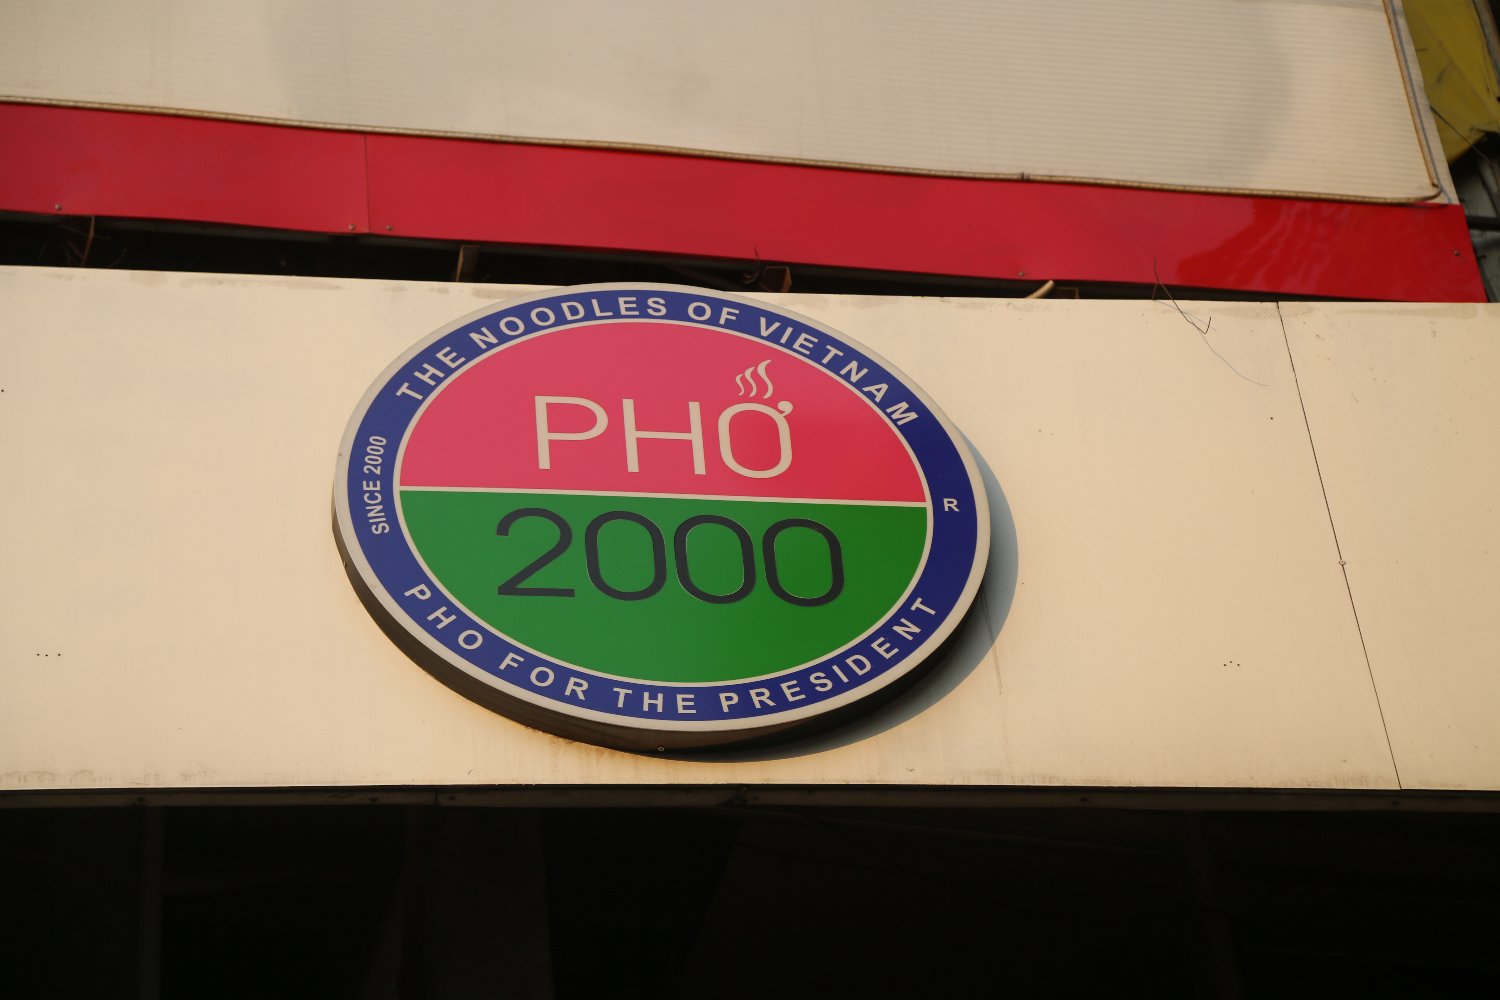 THE NOODLES OF VIETNAM
PHỞ
2000
SINCE 2000
R
PHO FOR THE PRESIDENT